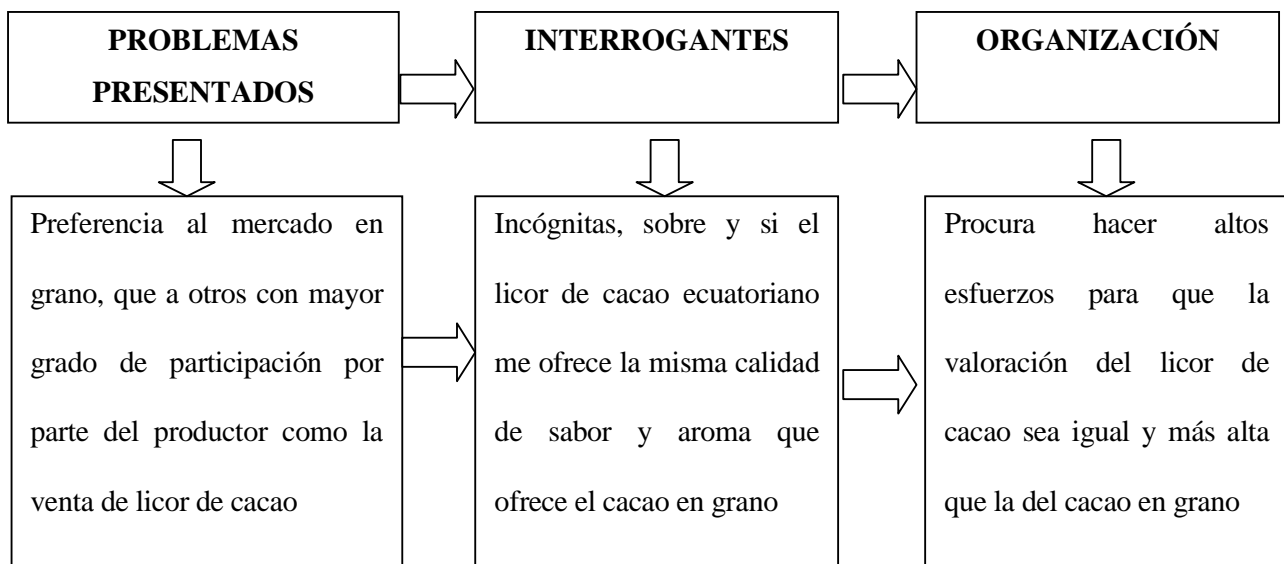 PROBLEMAS
PRESENTADOS
INTERROGANTES
ORGANIZACIÓN
Preferencia al mercado en
grano, que a otros con mayor
grado de participación por
parte del productor como la
venta de licor de cacao
Incógnitas, sobre y si el
licor de cacao ecuatoriano
me ofrece la misma calidad
de sabor y aroma que
ofrece el cacao en grano
Procura hacer altos
esfuerzos para que la
valoración del licor de
cacao sea igual y más alta
que la del cacao en grano